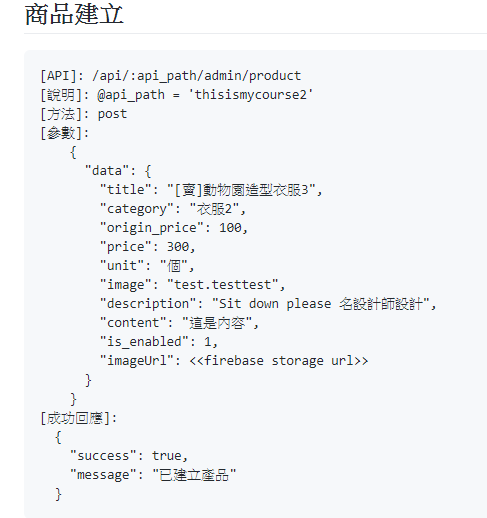 商品建立
[API]: /api/:api_path/admin/product
[說明]: @api_path = 'thisismycourse2'
[方法]: post
[參數]:
{
"data": {
"title": "[賣]動物園造型衣服3",
"category": "衣服2",
"origin_price": 100,
"price": 300,
"unit": "個",
"image": "test.testtest",
"description": "Sit down please 名設計師設計",
"content": "這是內容",
"is_enabled": 1,
"imageUrl": <<firebase storage url>>
}
}
[成功回應]:
{
"success": true,
"message": "已建立產品"
}